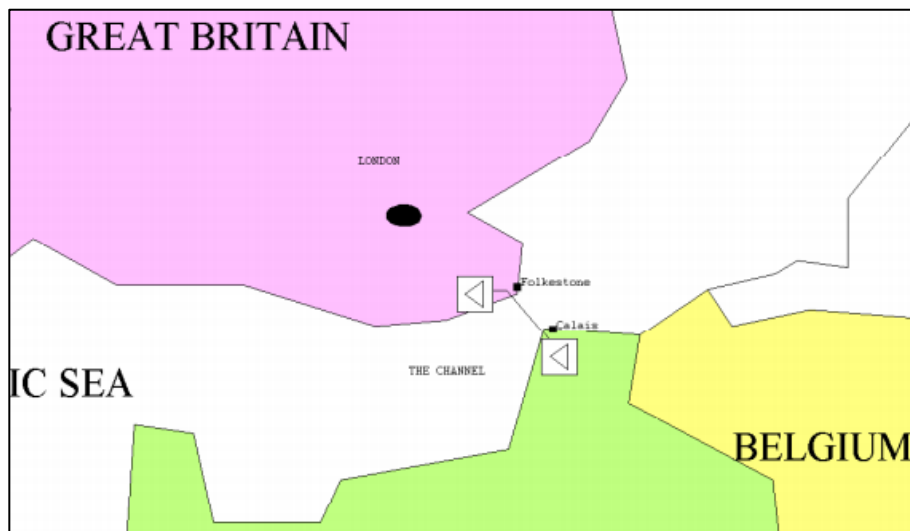 GREAT BRITAIN
LONDON
Folkestone
Calais
THE CHANNEL
IC SEA
BELGIUM